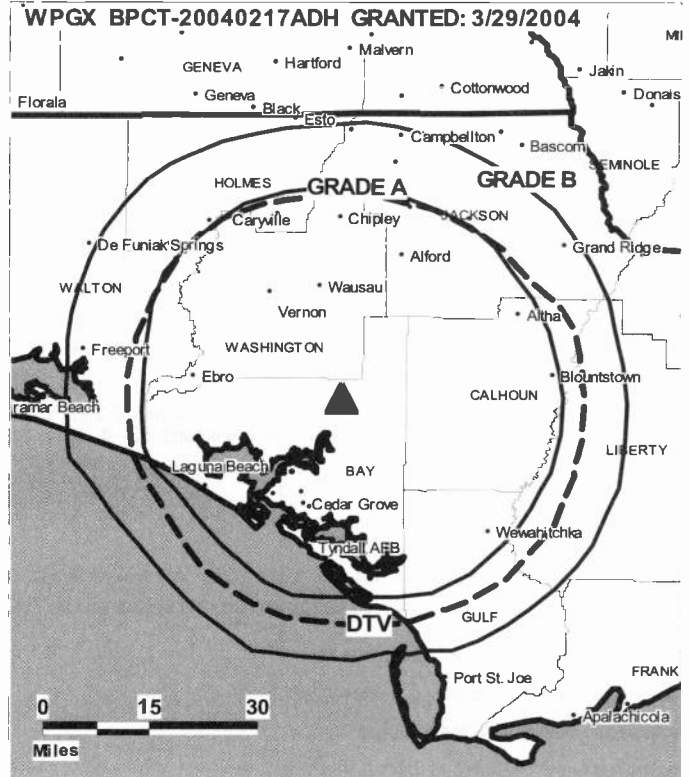 WPGX BPCT-20040217ADH GRANTED: 3/29/2004
Malvern
GENEVA
Hartford
Jakin
Geneva
Cottonwood
Donais
Florala
Black
Esto
Campbellton
Bascom
SEMINOLE
HOLMES
GRADE A
GRADE B
Caryville
Chipley
JACKSON
De Funiak Springs
Grand Ridge
Alford
WALTON
Wausau
Vernon
Altha
Freeport
WASHINGTON
Ebro
Blountstown
CALHOUN
ramar Beach
LIBERTY
Laguna Beach
BAY
Cedar Grove
Wewahitchka
Tyndall AFB
DTV
GULF
FRANK
Port St. Joe
0 15 30
Apalachicola
Miles